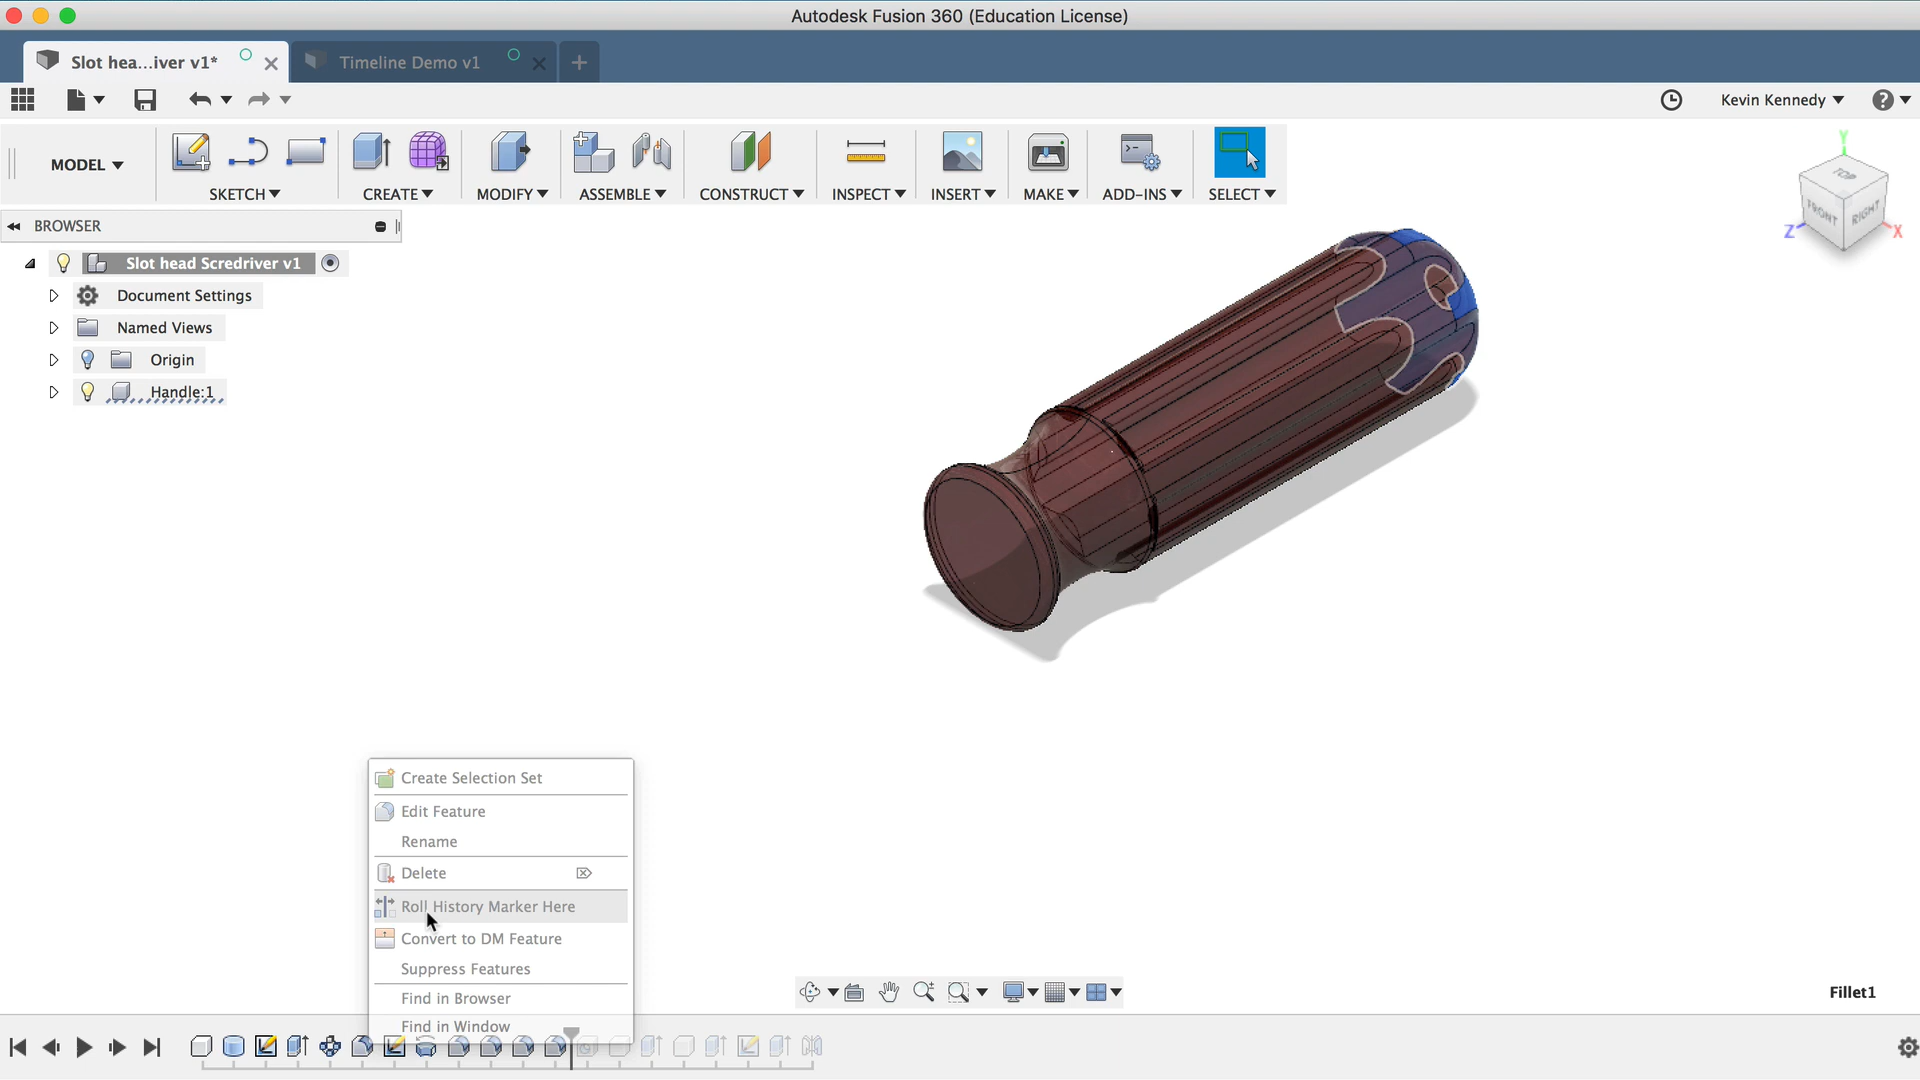 Autodesk Fusion 360 (Education License)
Slot hea...iver v1*
Timeline Demo v1
Kevin Kennedy
MODEL
SKETCH
CREATE
MODIFY
ASSEMBLE
CONSTRUCT
INSPECT
INSERT
MAKE
ADD-INS
SELECT
Y
TOP
FRONT
RIGHT
Z
X
BROWSER
Slot head Scredriver v1
Document Settings
Named Views
Origin
Handle:1
Create Selection Set
Edit Feature
Rename
Delete
Roll History Marker Here
Convert to DM Feature
Suppress Features
Find in Browser
Find in Window
Fillet1